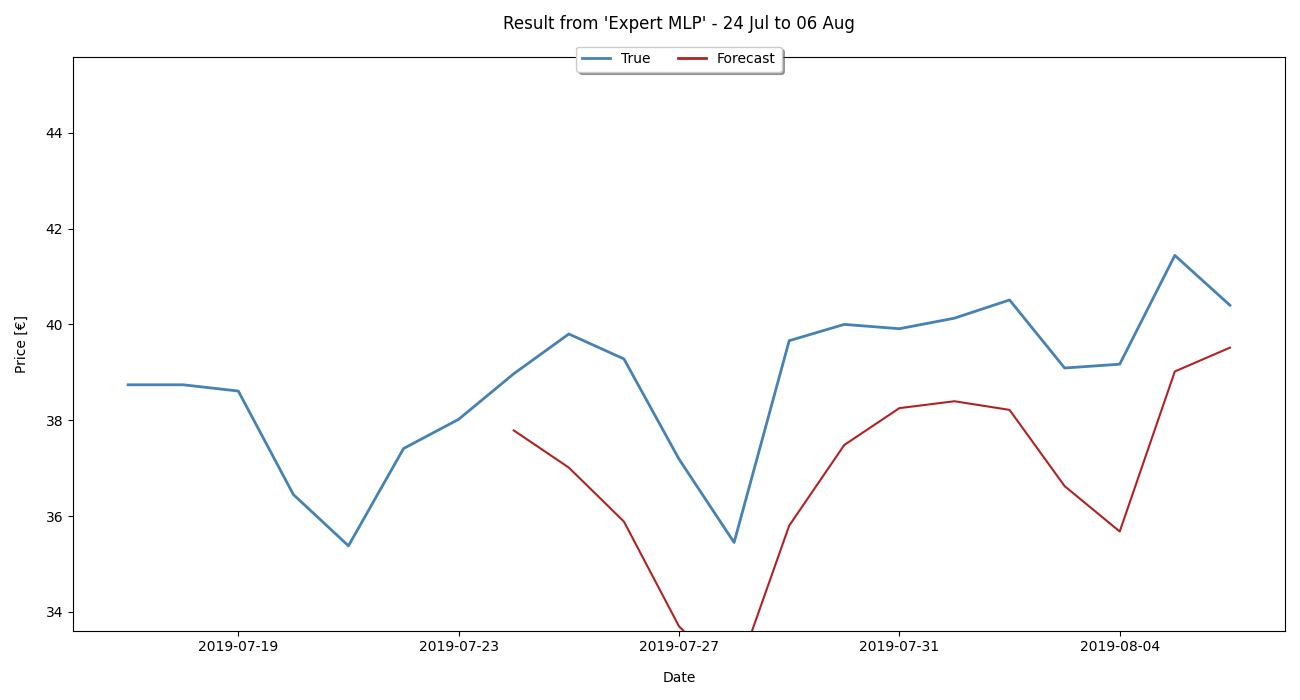 Result from 'Expert MLP' - 24 Jul to 06 Aug
True Forecast
Price [€]
44
42
40
38
36
34
2019-07-19 2019-07-23 2019-07-27 2019-07-31 2019-08-04
Date